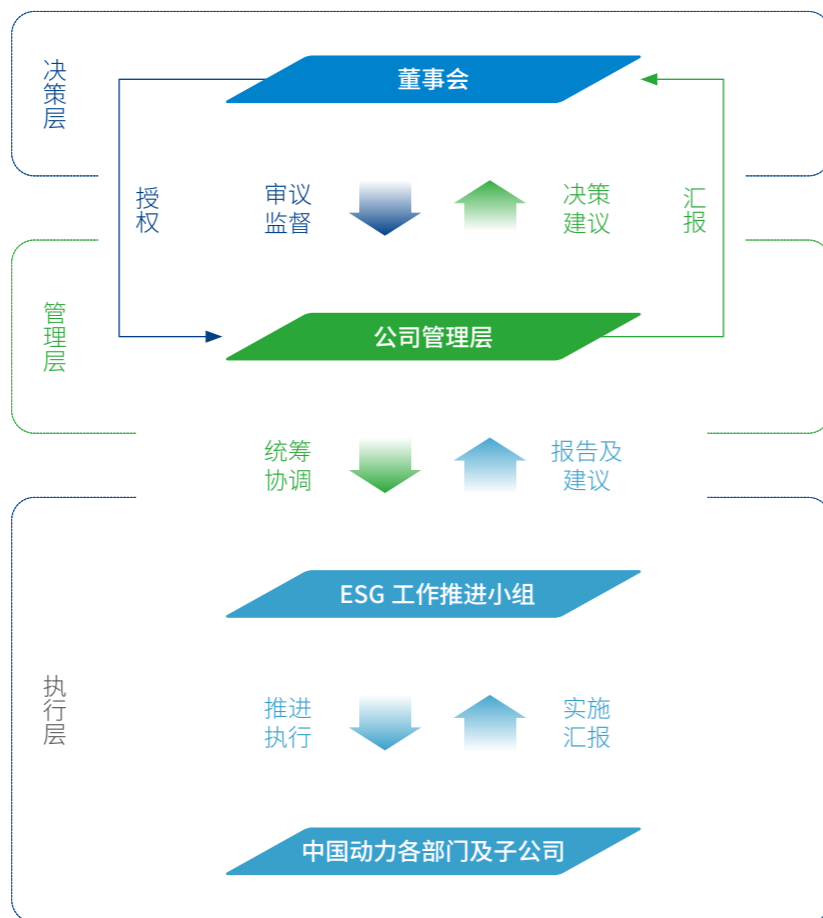 决策层
董事会
授权
审议
监督
决策
建议
汇报
管理层
公司管理层
统筹
协调
报告及
建议
执行层
ESG 工作推进小组
推进
执行
实施
汇报
中国动力各部门及子公司